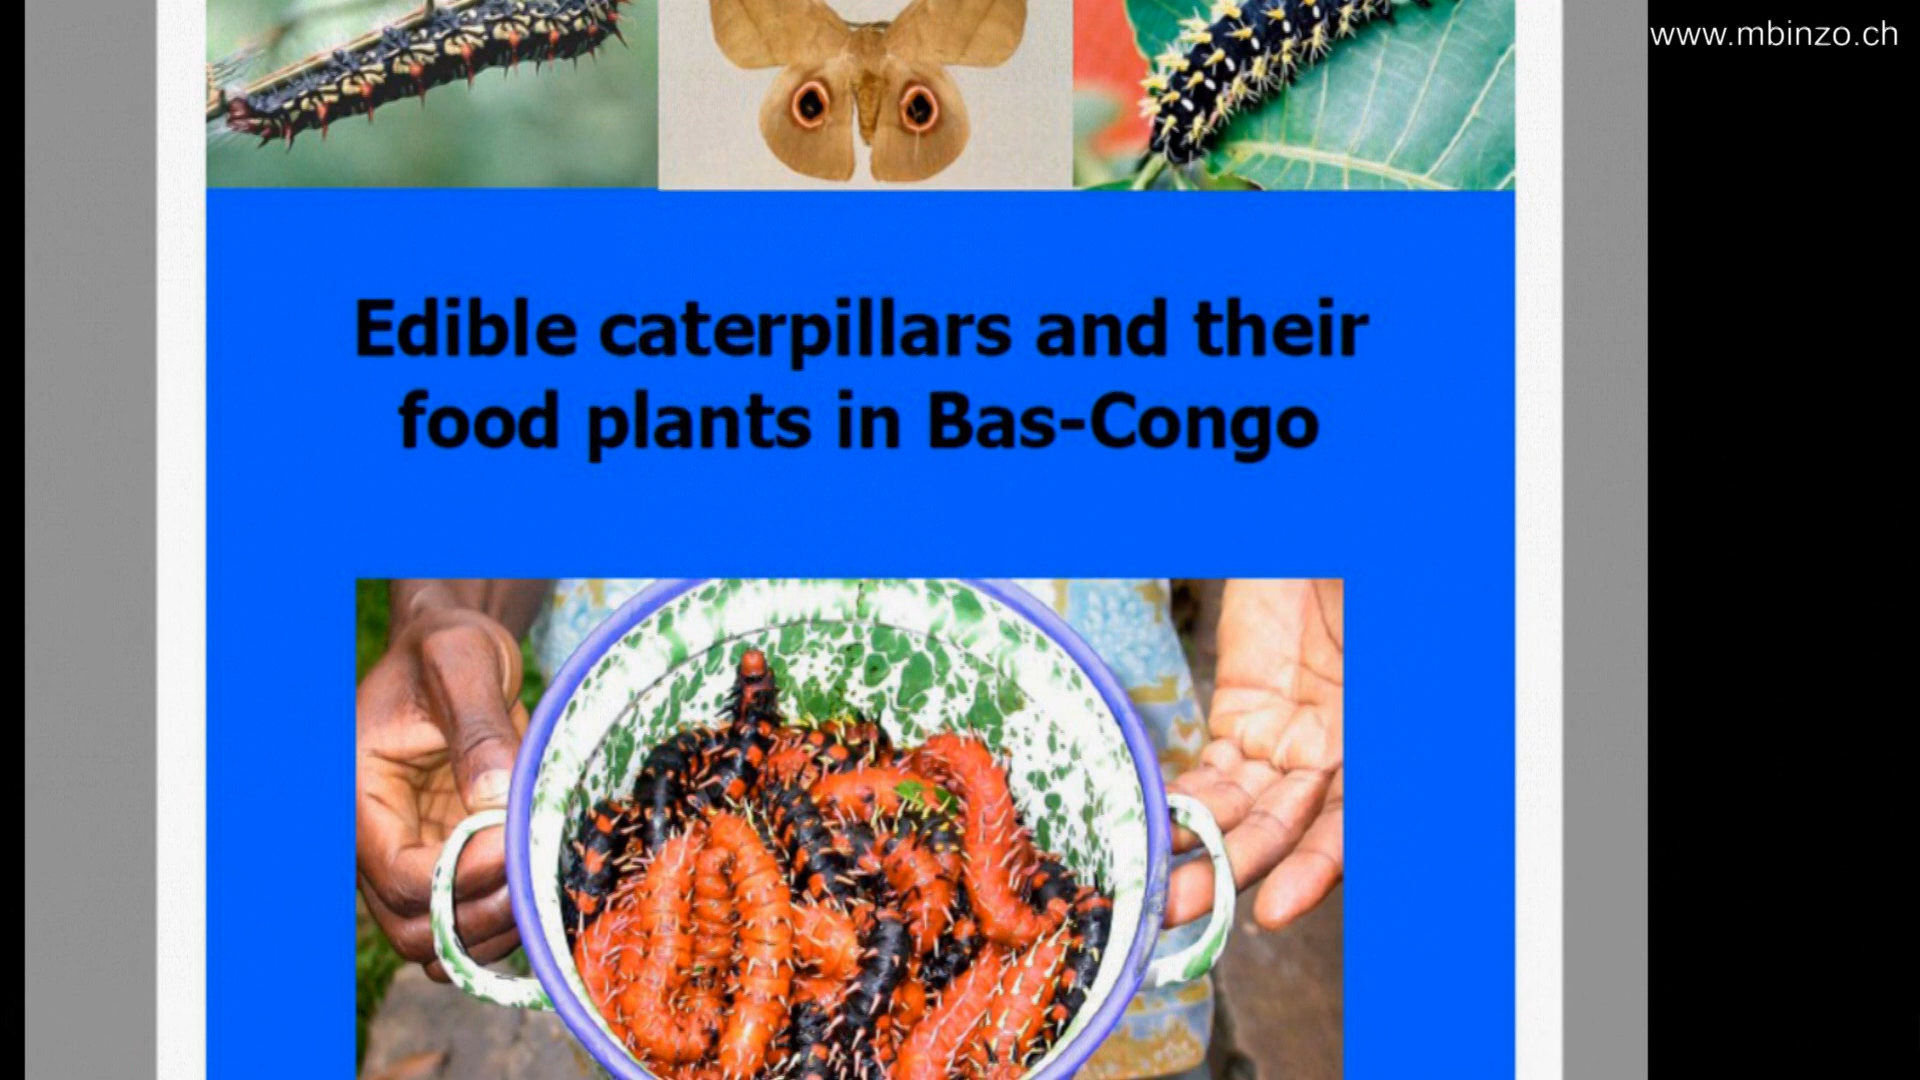 www.mbinzo.ch
Edible caterpillars and their
food plants in Bas-Congo